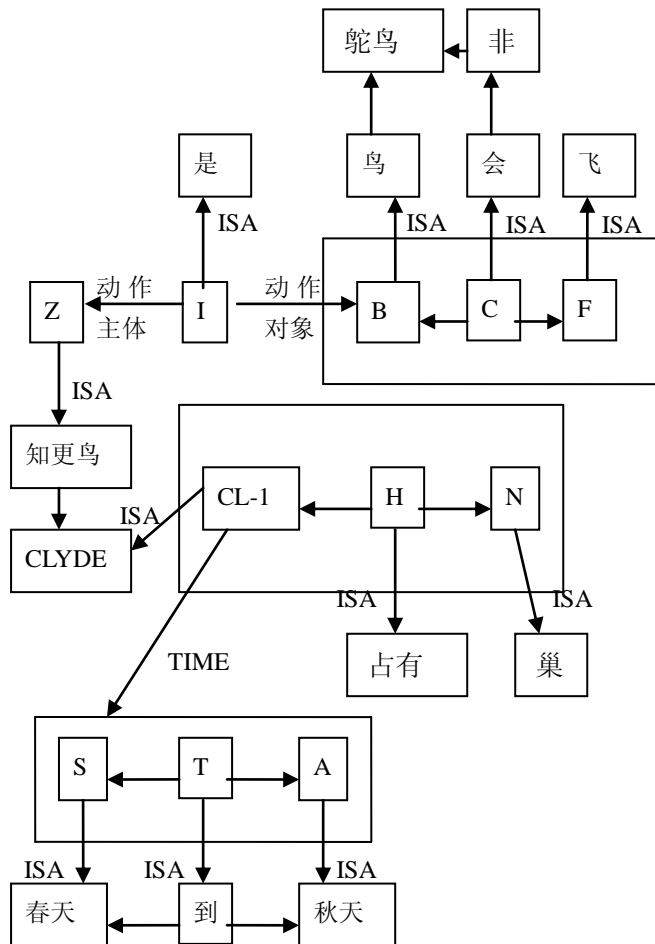 鸵鸟 非
是 鸟 会 飞
ISA ISA ISA ISA
Z 动作 I 动作 B C F
主体 对象
ISA
知更鸟
CL-1 H N
ISA
CLYDE
ISA ISA
占有 巢
TIME
S T A
ISA ISA ISA
春天 到 秋天